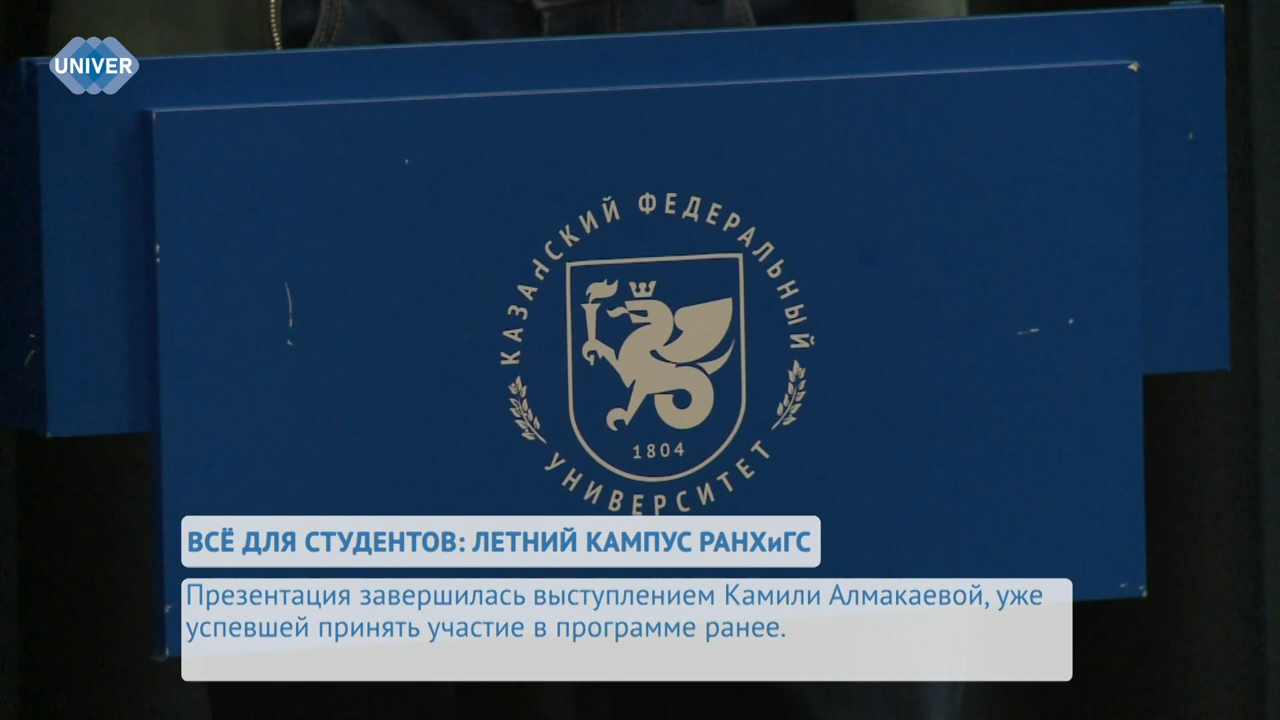 UNIVER
КАЗАНСКИЙ ФЕДЕРАЛЬНЫЙ
1804
УНИВЕРСИТЕТ
ВСЁ ДЛЯ СТУДЕНТОВ: ЛЕТНИЙ КАМПУС РАНХиГС
Презентация завершилась выступлением Камили Алмакаевой, уже
успевшей принять участие в программе ранее.